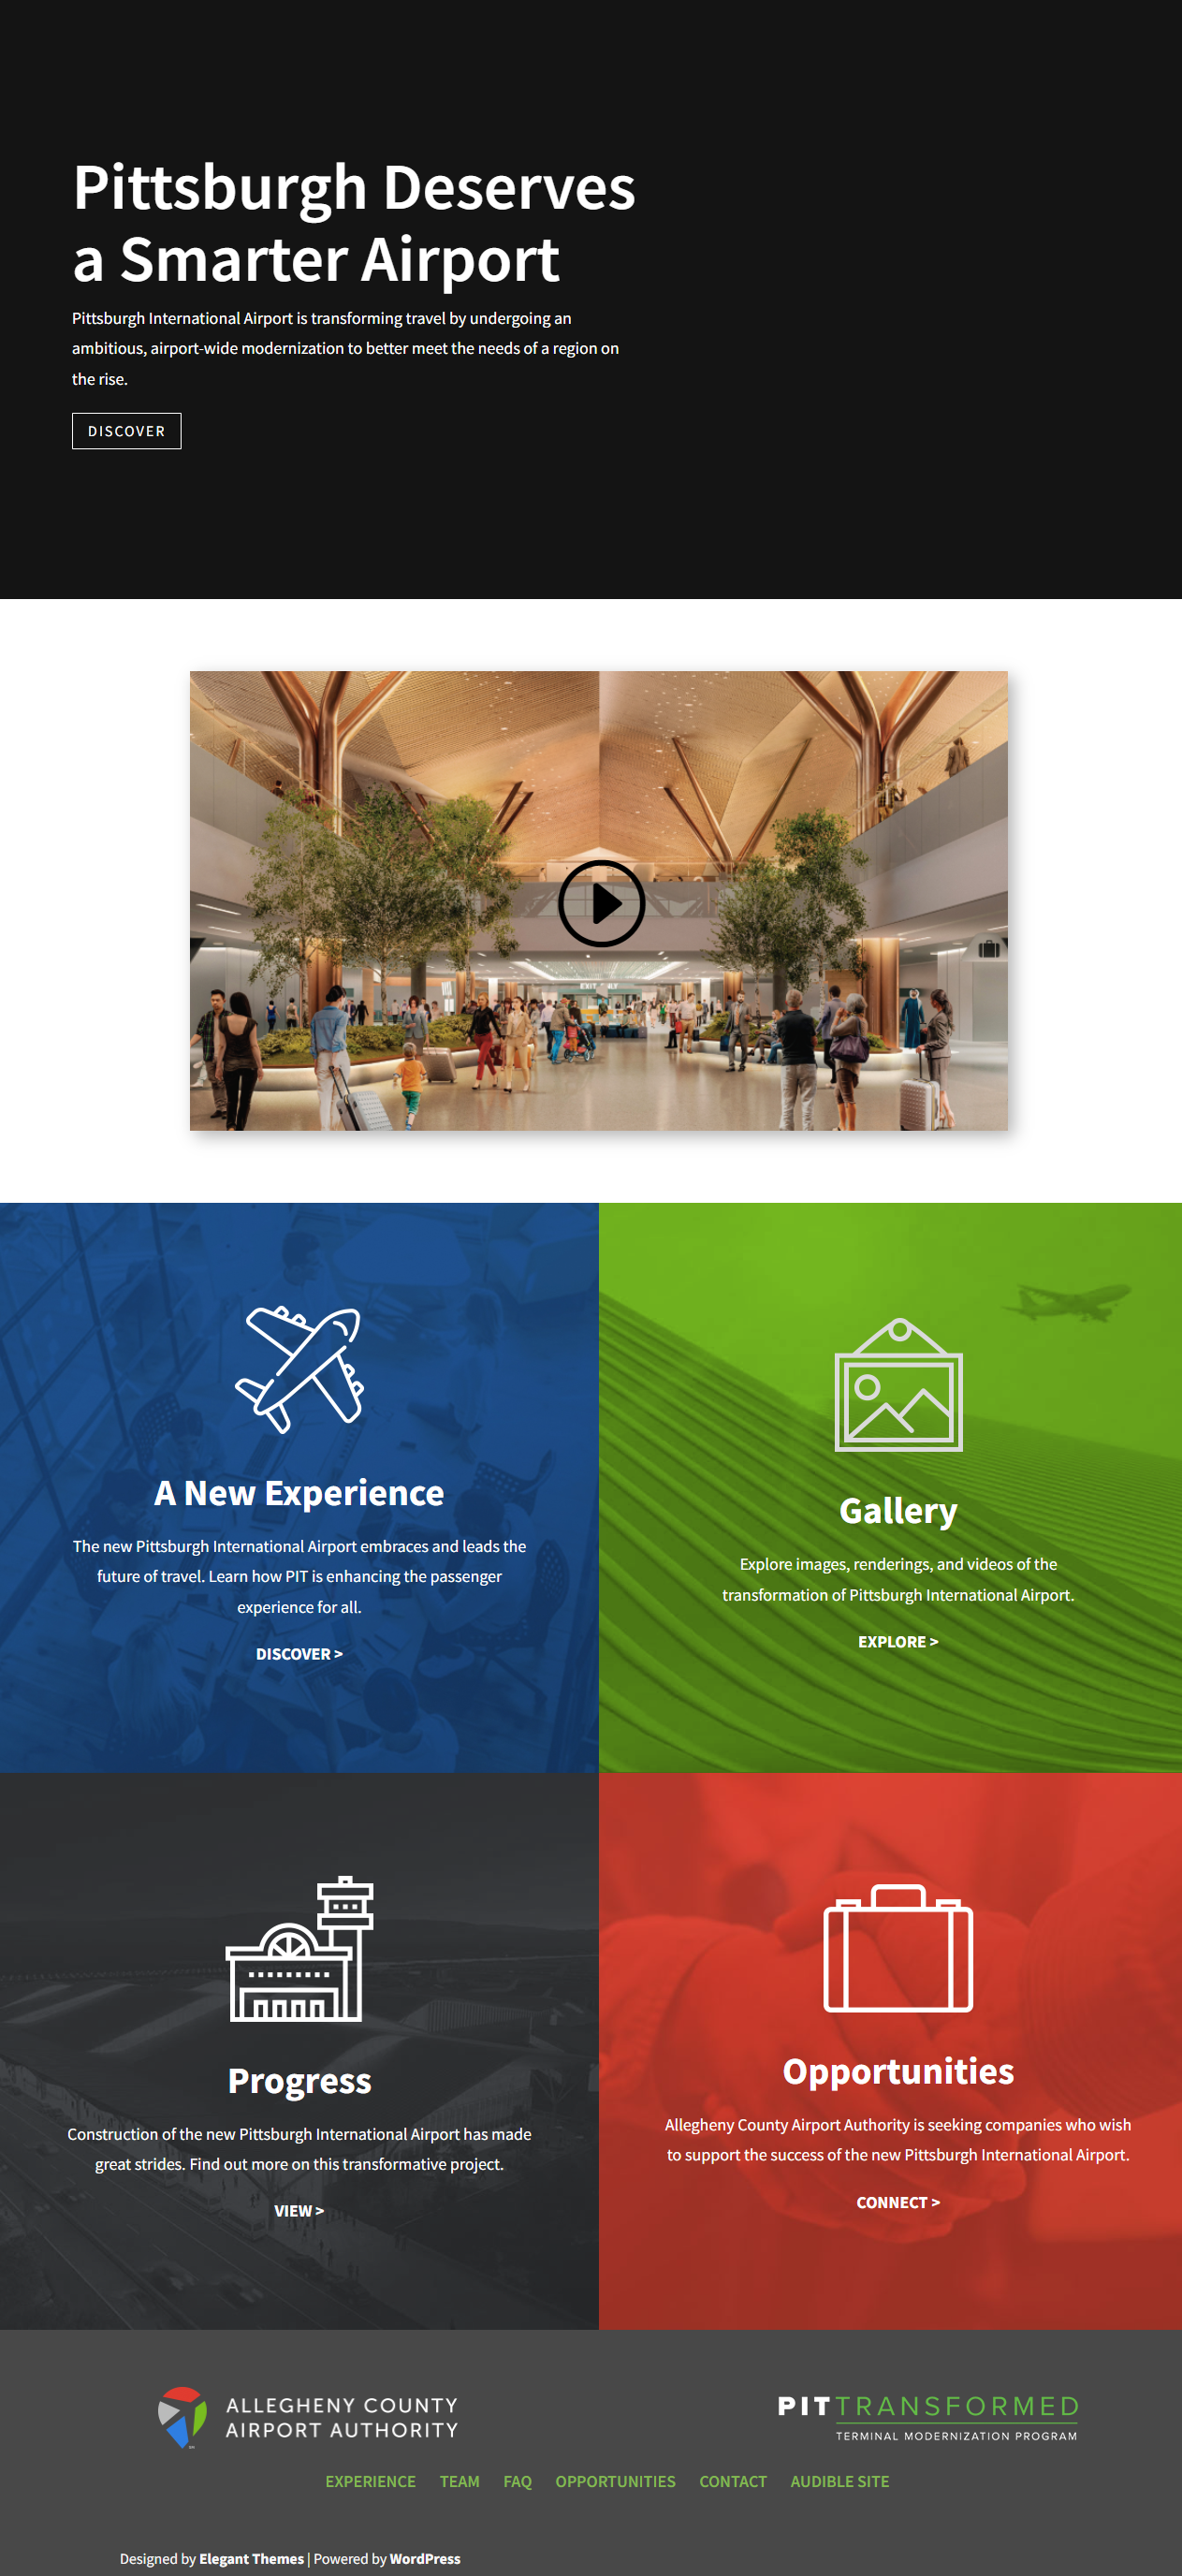 Pittsburgh Deserves
a Smarter Airport
Pittsburgh International Airport is transforming travel by undergoing an
ambitious, airport-wide modernization to better meet the needs of a region on
the rise.
DISCOVER
A New Experience
The new Pittsburgh International Airport embraces and leads the
future of travel. Learn how PIT is enhancing the passenger
experience for all.
DISCOVER >
Gallery
Explore images, renderings, and videos of the
transformation of Pittsburgh International Airport.
EXPLORE >
Progress
Construction of the new Pittsburgh International Airport has made
great strides. Find out more on this transformative project.
VIEW >
Opportunities
Allegheny County Airport Authority is seeking companies who wish
to support the success of the new Pittsburgh International Airport.
CONNECT >
ALLEGHENY COUNTY
AIRPORT AUTHORITY
PITTRANSFORMED
TERMINAL MODERNIZATION PROGRAM
EXPERIENCE TEAM FAQ OPPORTUNITIES CONTACT AUDIBLE SITE
Designed by Elegant Themes | Powered by WordPress